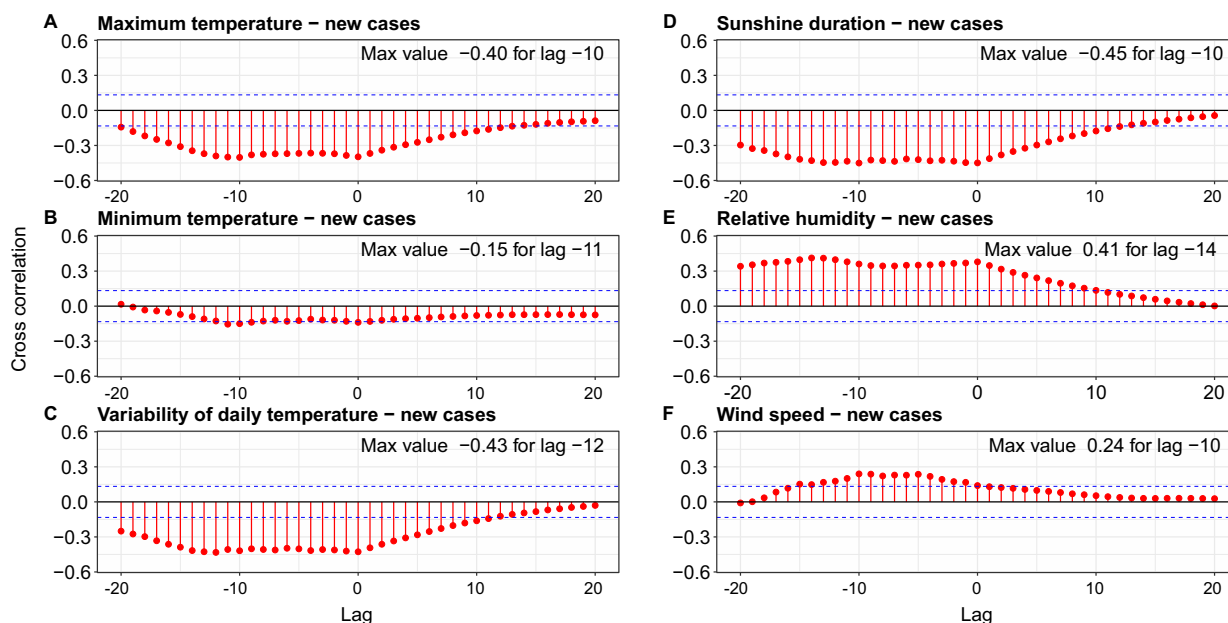 A Maximum temperature − new cases
Max value −0.40 for lag −10
0.6
0.3
0.0
−0.3
−0.6
-20 -10 0 10 20
B Minimum temperature − new cases
Max value −0.15 for lag −11
0.6
0.3
0.0
−0.3
−0.6
-20 -10 0 10 20
C Variability of daily temperature − new cases
Max value −0.43 for lag −12
0.6
0.3
0.0
−0.3
−0.6
-20 -10 0 10 20
Lag
Cross correlation
D Sunshine duration − new cases
Max value −0.45 for lag −10
0.6
0.3
0.0
−0.3
−0.6
-20 -10 0 10 20
E Relative humidity − new cases
Max value 0.41 for lag −14
0.6
0.3
0.0
−0.3
−0.6
-20 -10 0 10 20
F Wind speed − new cases
Max value 0.24 for lag −10
0.6
0.3
0.0
−0.3
−0.6
-20 -10 0 10 20
Lag